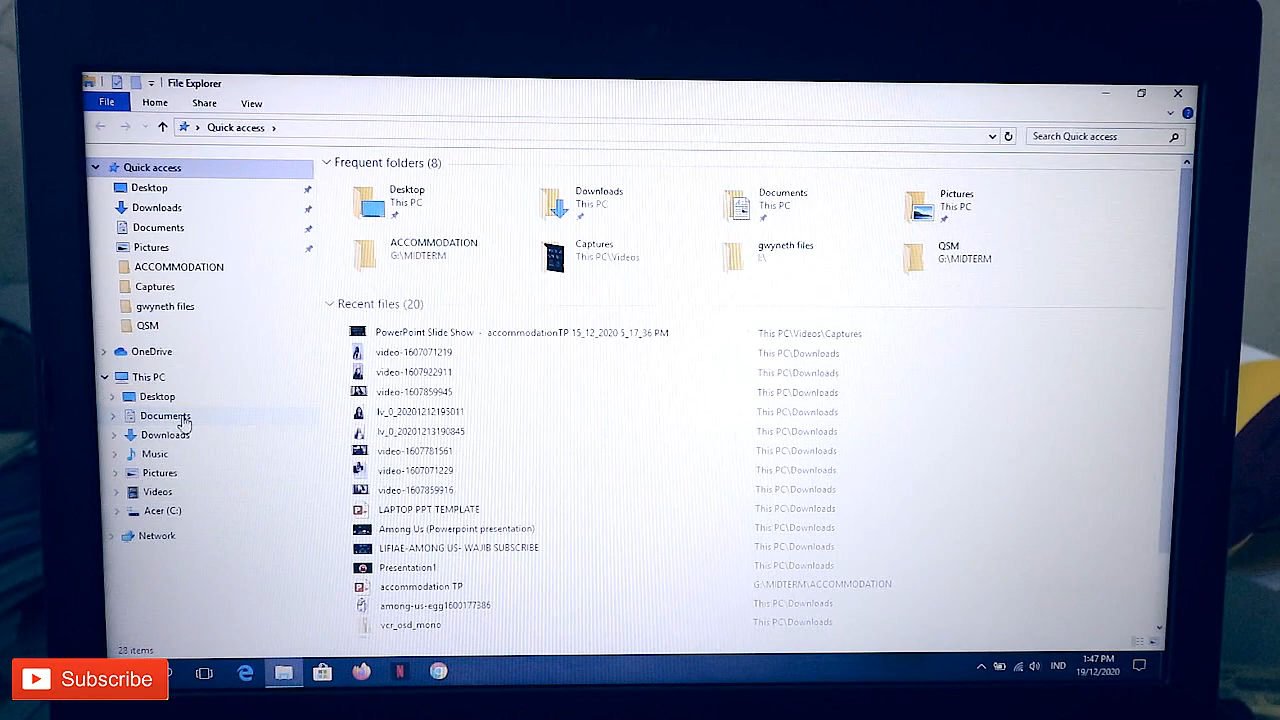 File Explorer
File Home Share View
Quick access
Search Quick access
Quick access
Desktop
Downloads
Documents
Pictures
ACCOMMODATION
Captures
gwyneth files
QSM
OneDrive
This PC
Desktop
Documents
Downloads
Music
Pictures
Videos
Acer (C:)
Network
28 items
Frequent folders (8)
Desktop
This PC
Downloads
This PC
Documents
This PC
Pictures
This PC
ACCOMMODATION
G:\MIDTERM
Captures
This PC\Videos
gwyneth files
I:\
QSM
G:\MIDTERM
Recent files (20)
PowerPoint Slide Show - accommodationTP 15_12_2020 5_17_36 PM This PC\Videos\Captures
video-1607071219 This PC\Downloads
video-1607922911 This PC\Downloads
video-1607859945 This PC\Downloads
lv_0_20201212195011 This PC\Downloads
lv_0_20201213190845 This PC\Downloads
video-1607781561 This PC\Downloads
video-1607071229 This PC\Downloads
video-1607859916 This PC\Downloads
LAPTOP PPT TEMPLATE This PC\Downloads
Among Us (Powerpoint presentation) This PC\Downloads
LIFIAE-AMONG US- WAJIB SUBSCRIBE This PC\Downloads
Presentation1 This PC\Downloads
accommodation TP G:\MIDTERM\ACCOMMODATION
among-us-egg1600177386 This PC\Downloads
vcr_osd_mono This PC\Downloads
IND
1:47 PM
19/12/2020
Subscribe